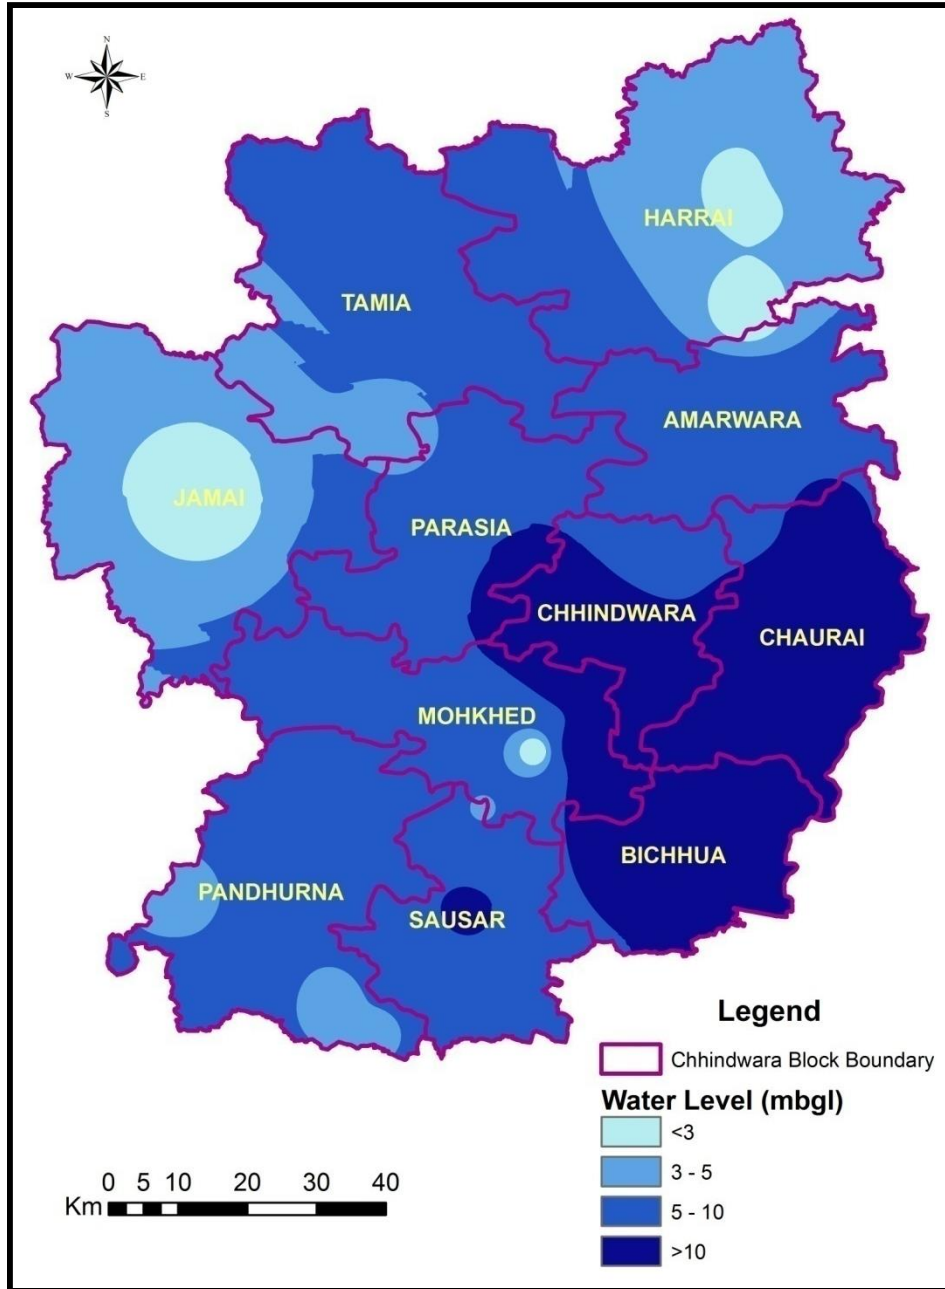 N
W E
S
HARRAI
TAMIA
AMARWARA
JAMAI
PARASIA
CHHINDWARA
CHAURAI
MOHKHED
BICHHUA
PANDHURNA
SAUSAR
Legend
Chhindwara Block Boundary
Water Level (mbgl)
<3
3 - 5
5 - 10
>10
0 5 10 20 30 40
Km